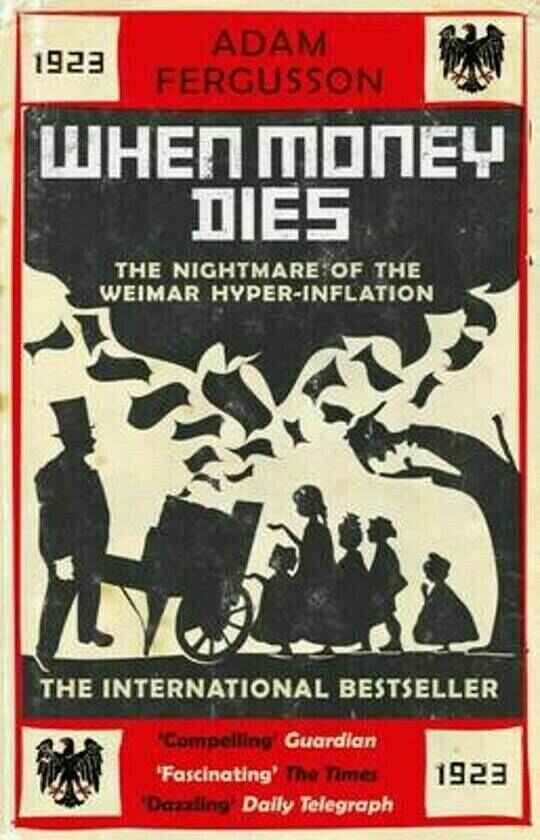 1923
ADAM
FERGUSSON
WHEN MONEY
DIES
THE NIGHTMARE OF THE
WEIMAR HYPER-INFLATION
THE INTERNATIONAL BESTSELLER
'Compelling' Guardian
'Fascinating' The Times
'Dazzling' Daily Telegraph
1923